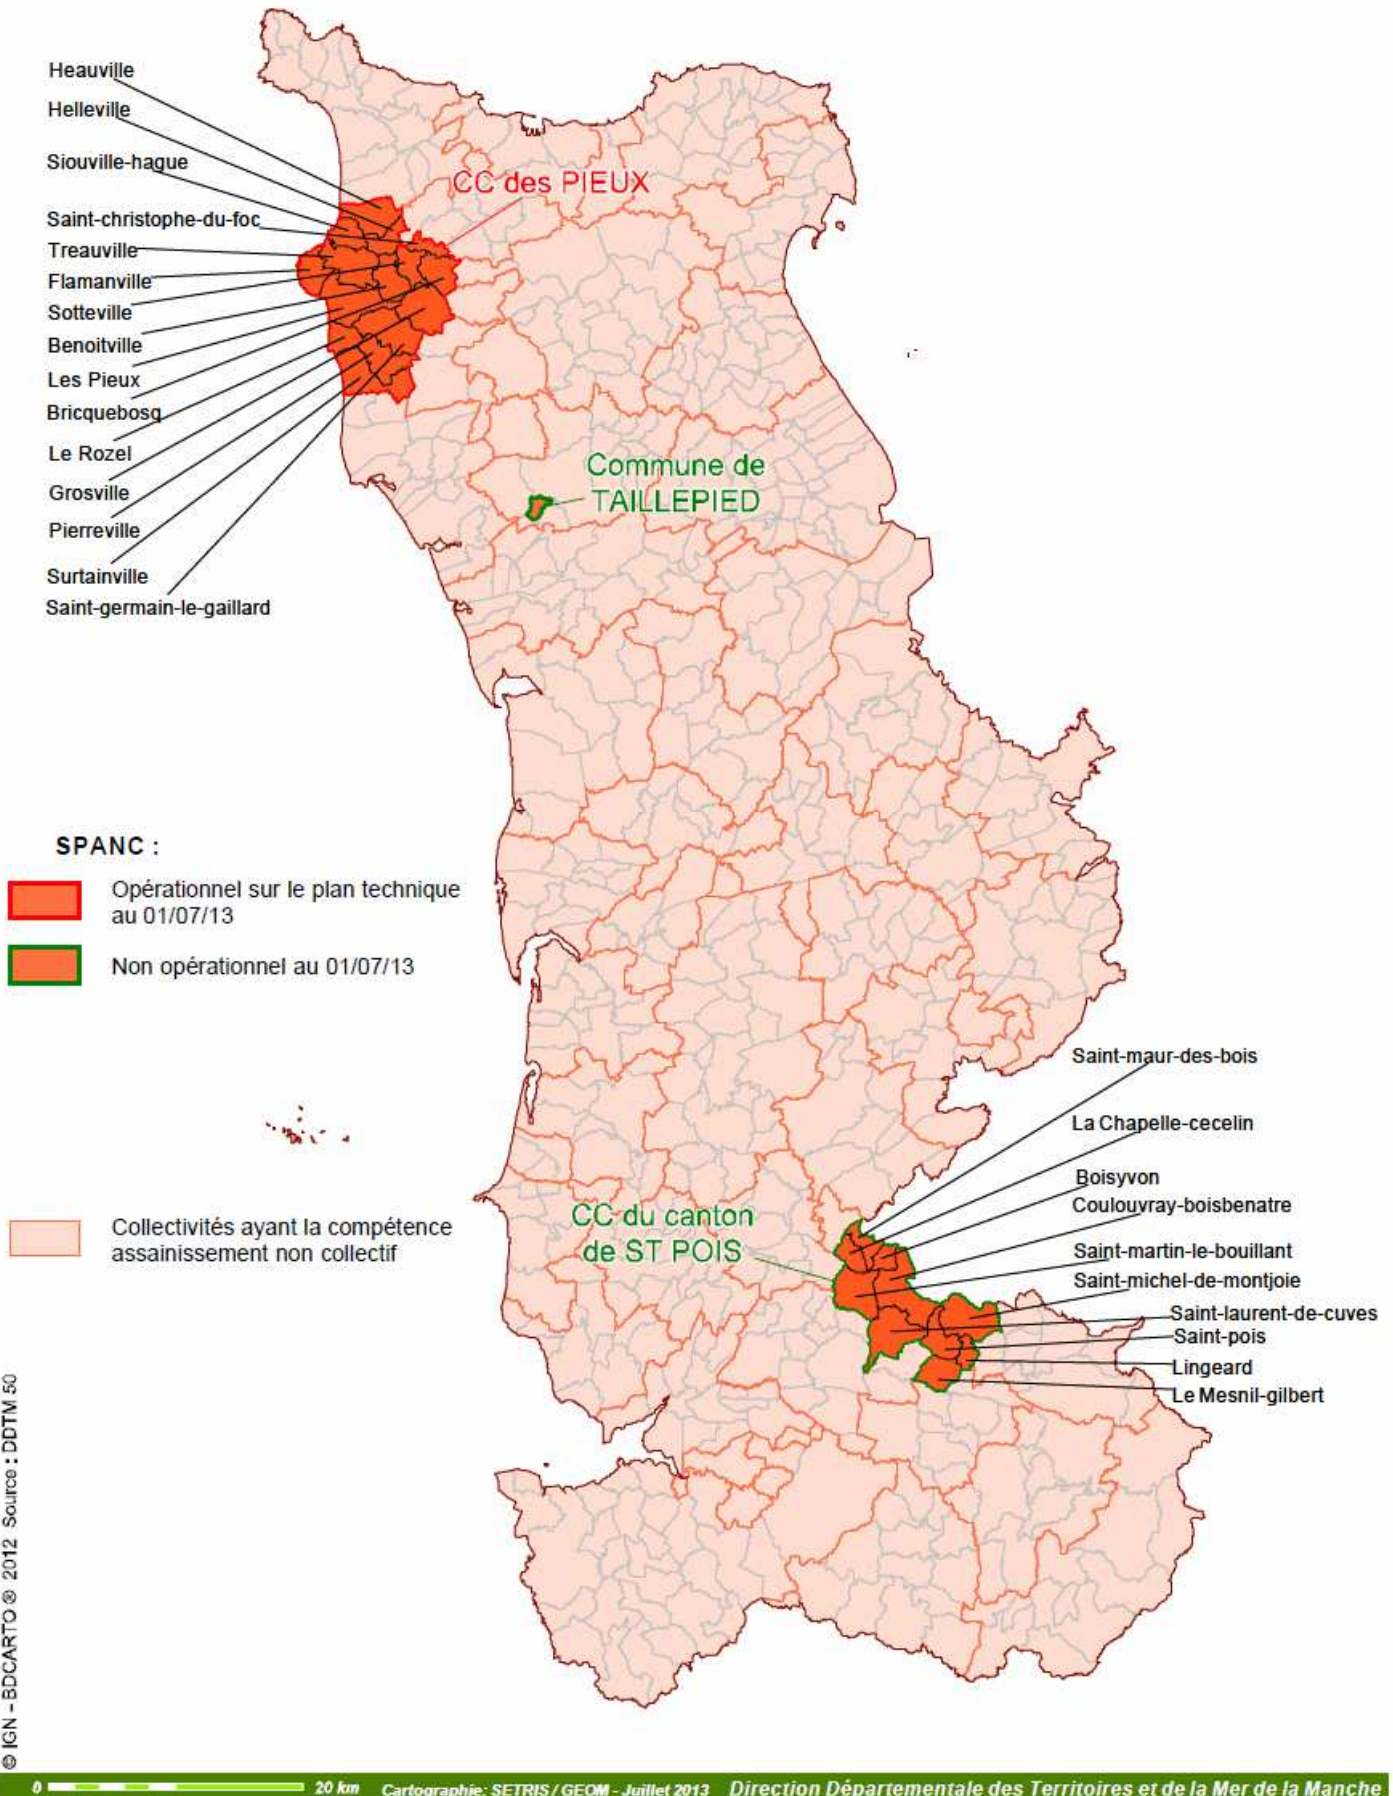 Heauville
Helleville
Siouville-hague
CC des PIEUX
Saint-christophe-du-foc
Treauville
Flamanville
Sotteville
Benoitville
Les Pieux
Bricquebosq
Le Rozel
Grosville
Pierreville
Surtainville
Saint-germain-le-gaillard
Commune de
TAILLEPIED
SPANC :
Opérationnel sur le plan technique
au 01/07/13
Non opérationnel au 01/07/13
Collectivités ayant la compétence
assainissement non collectif
CC du canton
de ST POIS
Saint-maur-des-bois
La Chapelle-cecelin
Boisyvon
Coulouvray-boisbenatre
Saint-martin-le-bouillant
Saint-michel-de-montjoie
Saint-laurent-de-cuves
Saint-pois
Lingeard
Le Mesnil-gilbert
© IGN - BDCARTO ® 2012 Source : DDTM 50
0 20 km Cartographie: SETRIS / GEOM - Juillet 2013 Direction Départementale des Territoires et de la Mer de la Manche